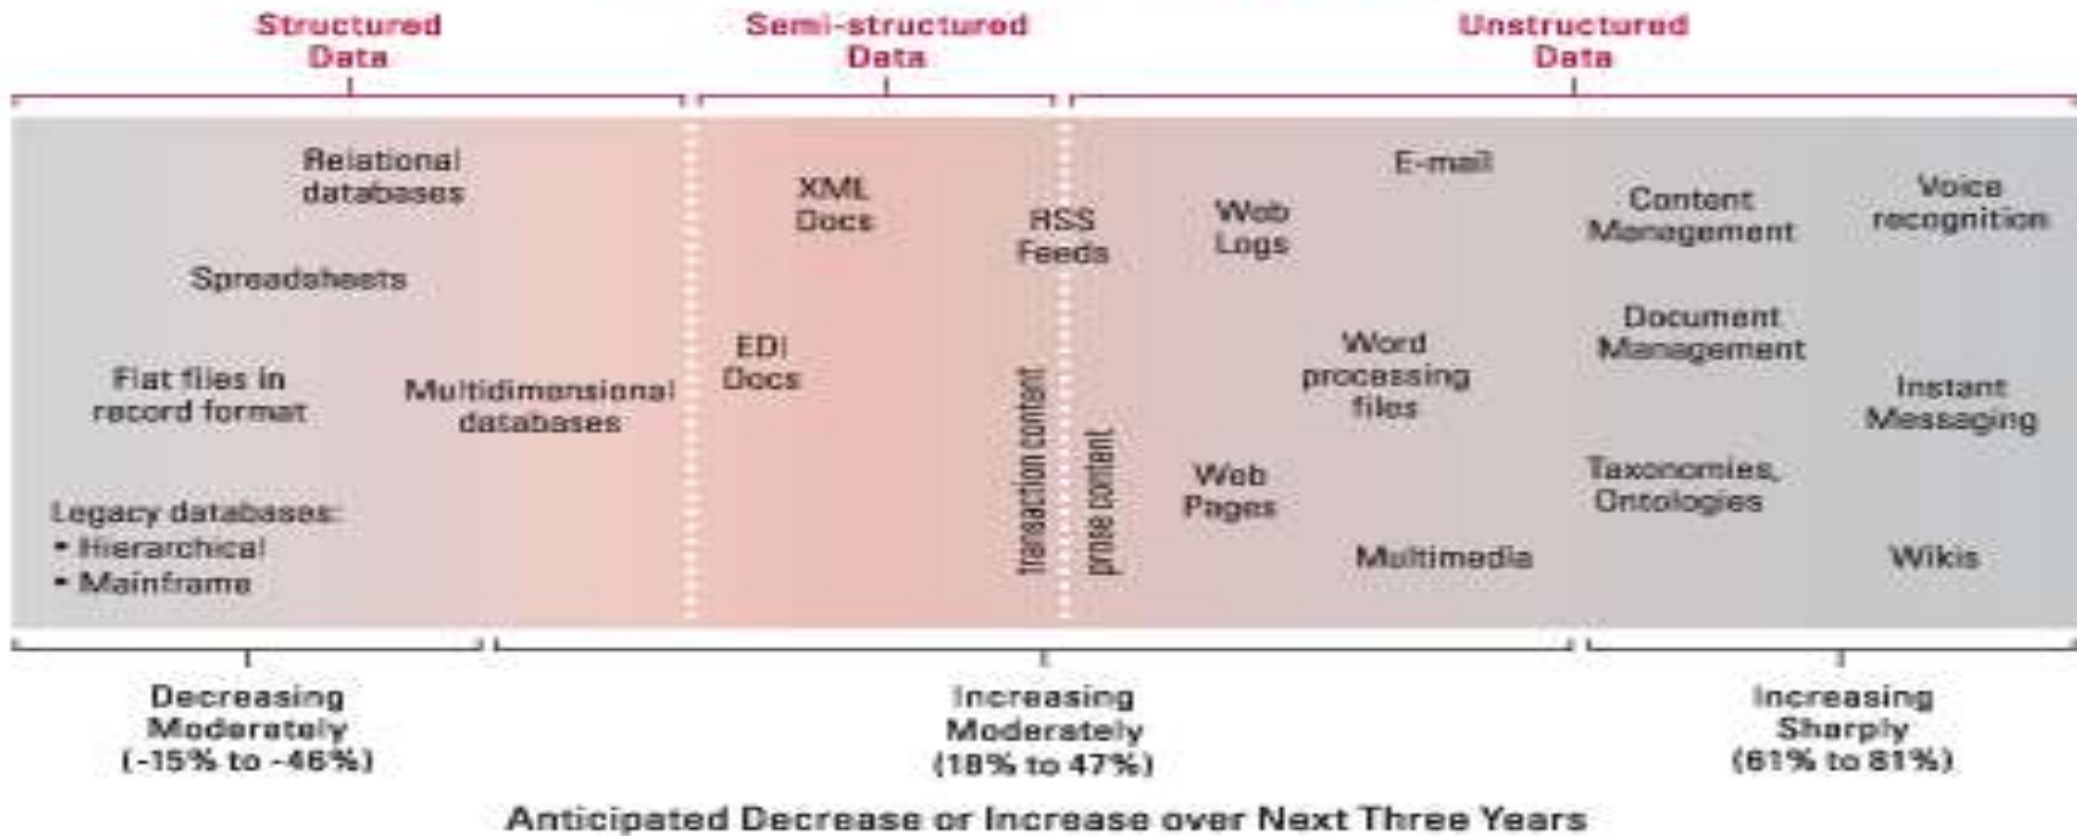 Structured
Data
Semi-structured
Data
Unstructured
Data
Relational
databases
Spreadsheets
Flat files in
record format
Multidimensional
databases
Legacy databases:
• Hierarchical
• Mainframe
XML
Docs
EDI
Docs
RSS
Feeds
transaction content
prose content
Web
Logs
E-mail
Word
processing
files
Web
Pages
Multimedia
Content
Management
Document
Management
Taxonomies,
Ontologies
Voice
recognition
Instant
Messaging
Wikis
Decreasing
Moderately
(-15% to -46%)
Increasing
Moderately
(18% to 47%)
Increasing
Sharply
(61% to 81%)
Anticipated Decrease or Increase over Next Three Years